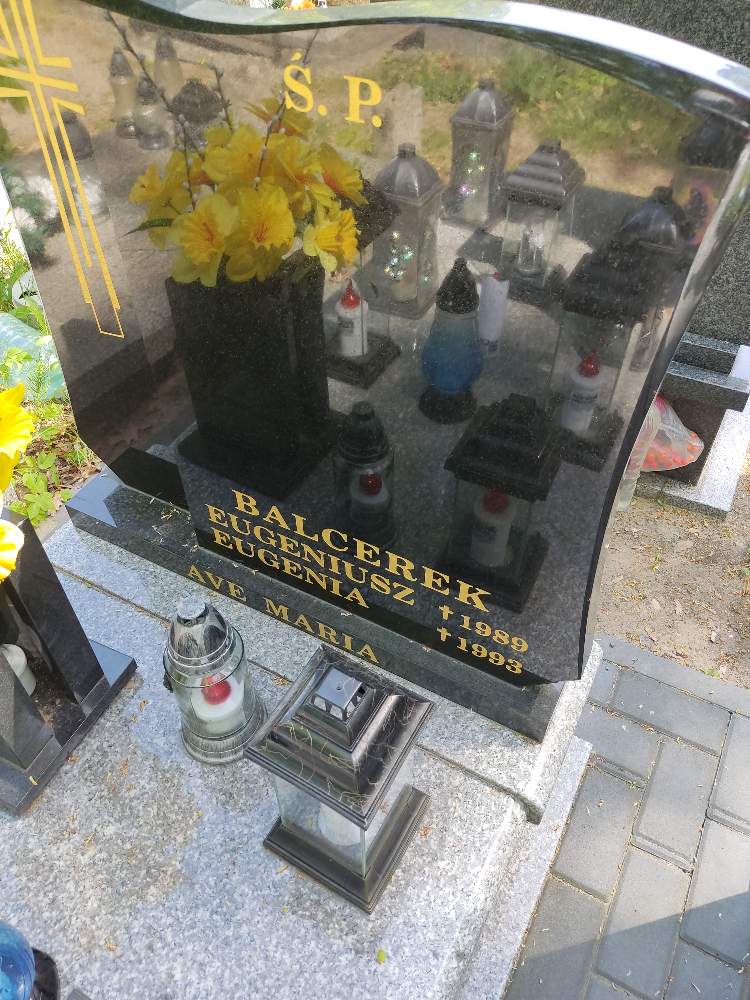 Ś. P.
BALCEREK
EUGENIUSZ ✝1989
EUGENIA ✝1993
AVE MARIA